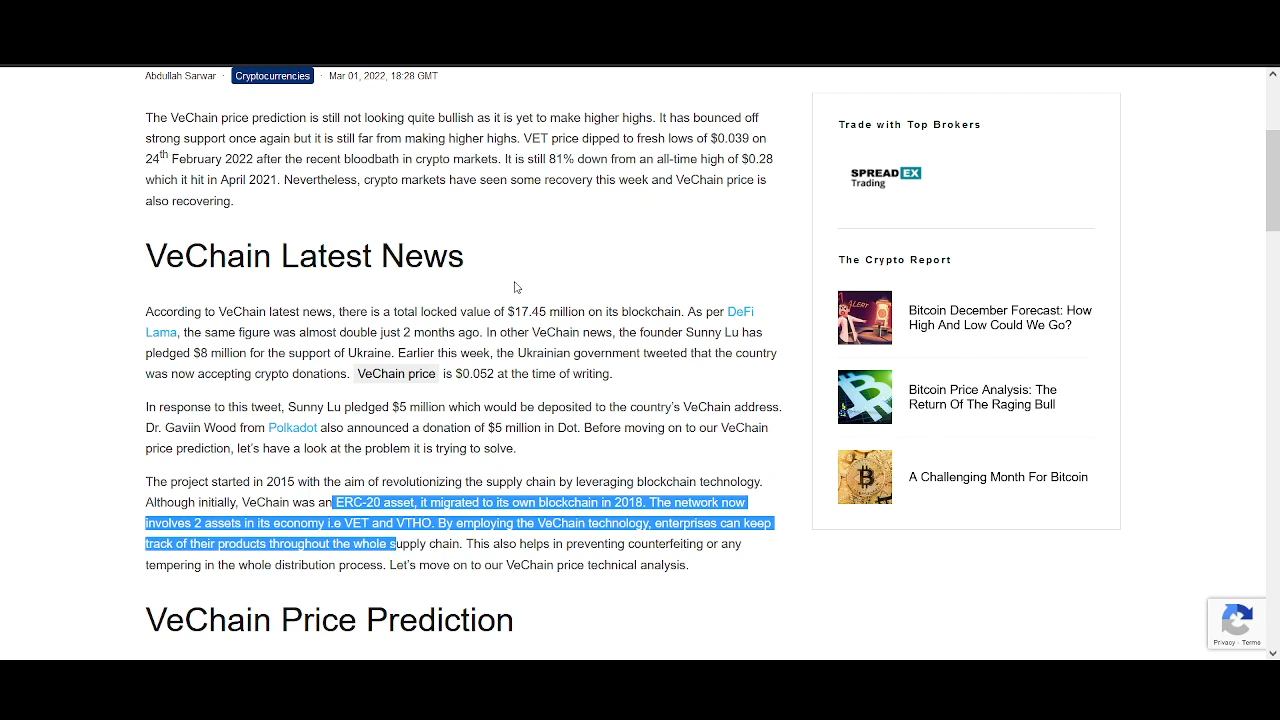 Abdullah Sarwar · Cryptocurrencies · Mar 01, 2022, 18:28 GMT
The VeChain price prediction is still not looking quite bullish as it is yet to make higher highs. It has bounced off
strong support once again but it is still far from making higher highs. VET price dipped to fresh lows of $0.039 on
24th February 2022 after the recent bloodbath in crypto markets. It is still 81% down from an all-time high of $0.28
which it hit in April 2021. Nevertheless, crypto markets have seen some recovery this week and VeChain price is
also recovering.
VeChain Latest News
According to VeChain latest news, there is a total locked value of $17.45 million on its blockchain. As per DeFi
Lama, the same figure was almost double just 2 months ago. In other VeChain news, the founder Sunny Lu has
pledged $8 million for the support of Ukraine. Earlier this week, the Ukrainian government tweeted that the country
was now accepting crypto donations. VeChain price is $0.052 at the time of writing.
In response to this tweet, Sunny Lu pledged $5 million which would be deposited to the country's VeChain address.
Dr. Gavin Wood from Polkadot also announced a donation of $5 million in Dot. Before moving on to our VeChain
price prediction, let's have a look at the problem it is trying to solve.
The project started in 2015 with the aim of revolutionizing the supply chain by leveraging blockchain technology.
Although initially, VeChain was an ERC-20 asset, it migrated to its own blockchain in 2018. The network now
involves 2 assets in its economy i.e VET and VTHO. By employing the VeChain technology, enterprises can keep
track of their products throughout the whole supply chain. This also helps in preventing counterfeiting or any
tempering in the whole distribution process. Let's move on to our VeChain price technical analysis.
VeChain Price Prediction
Trade with Top Brokers
SPREADEX
Trading
The Crypto Report
ALERT
Bitcoin December Forecast: How
High And Low Could We Go?
Bitcoin Price Analysis: The
Return Of The Raging Bull
A Challenging Month For Bitcoin
Privacy - Terms